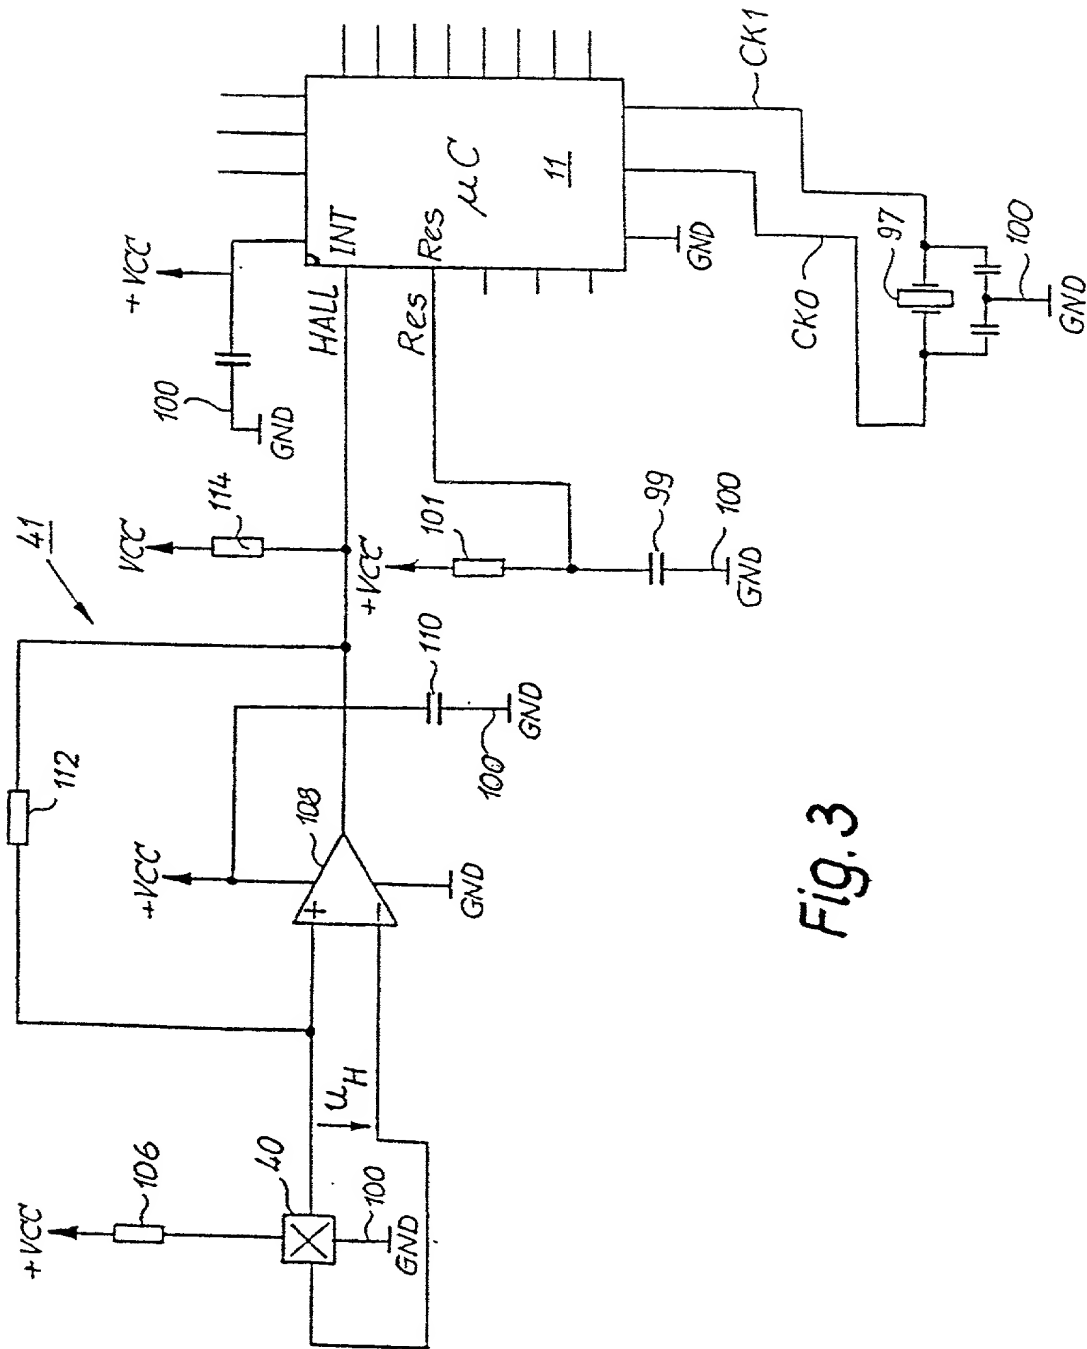 41
+VCC
106
40
100
GND
u_H
112
+VCC
108
GND
110
100
GND
VCC
114
+VCC
101
99
100
GND
+VCC
100
GND
HALL
INT
Res
Res
µC
11
GND
CK0
CK1
97
100
GND
Fig. 3